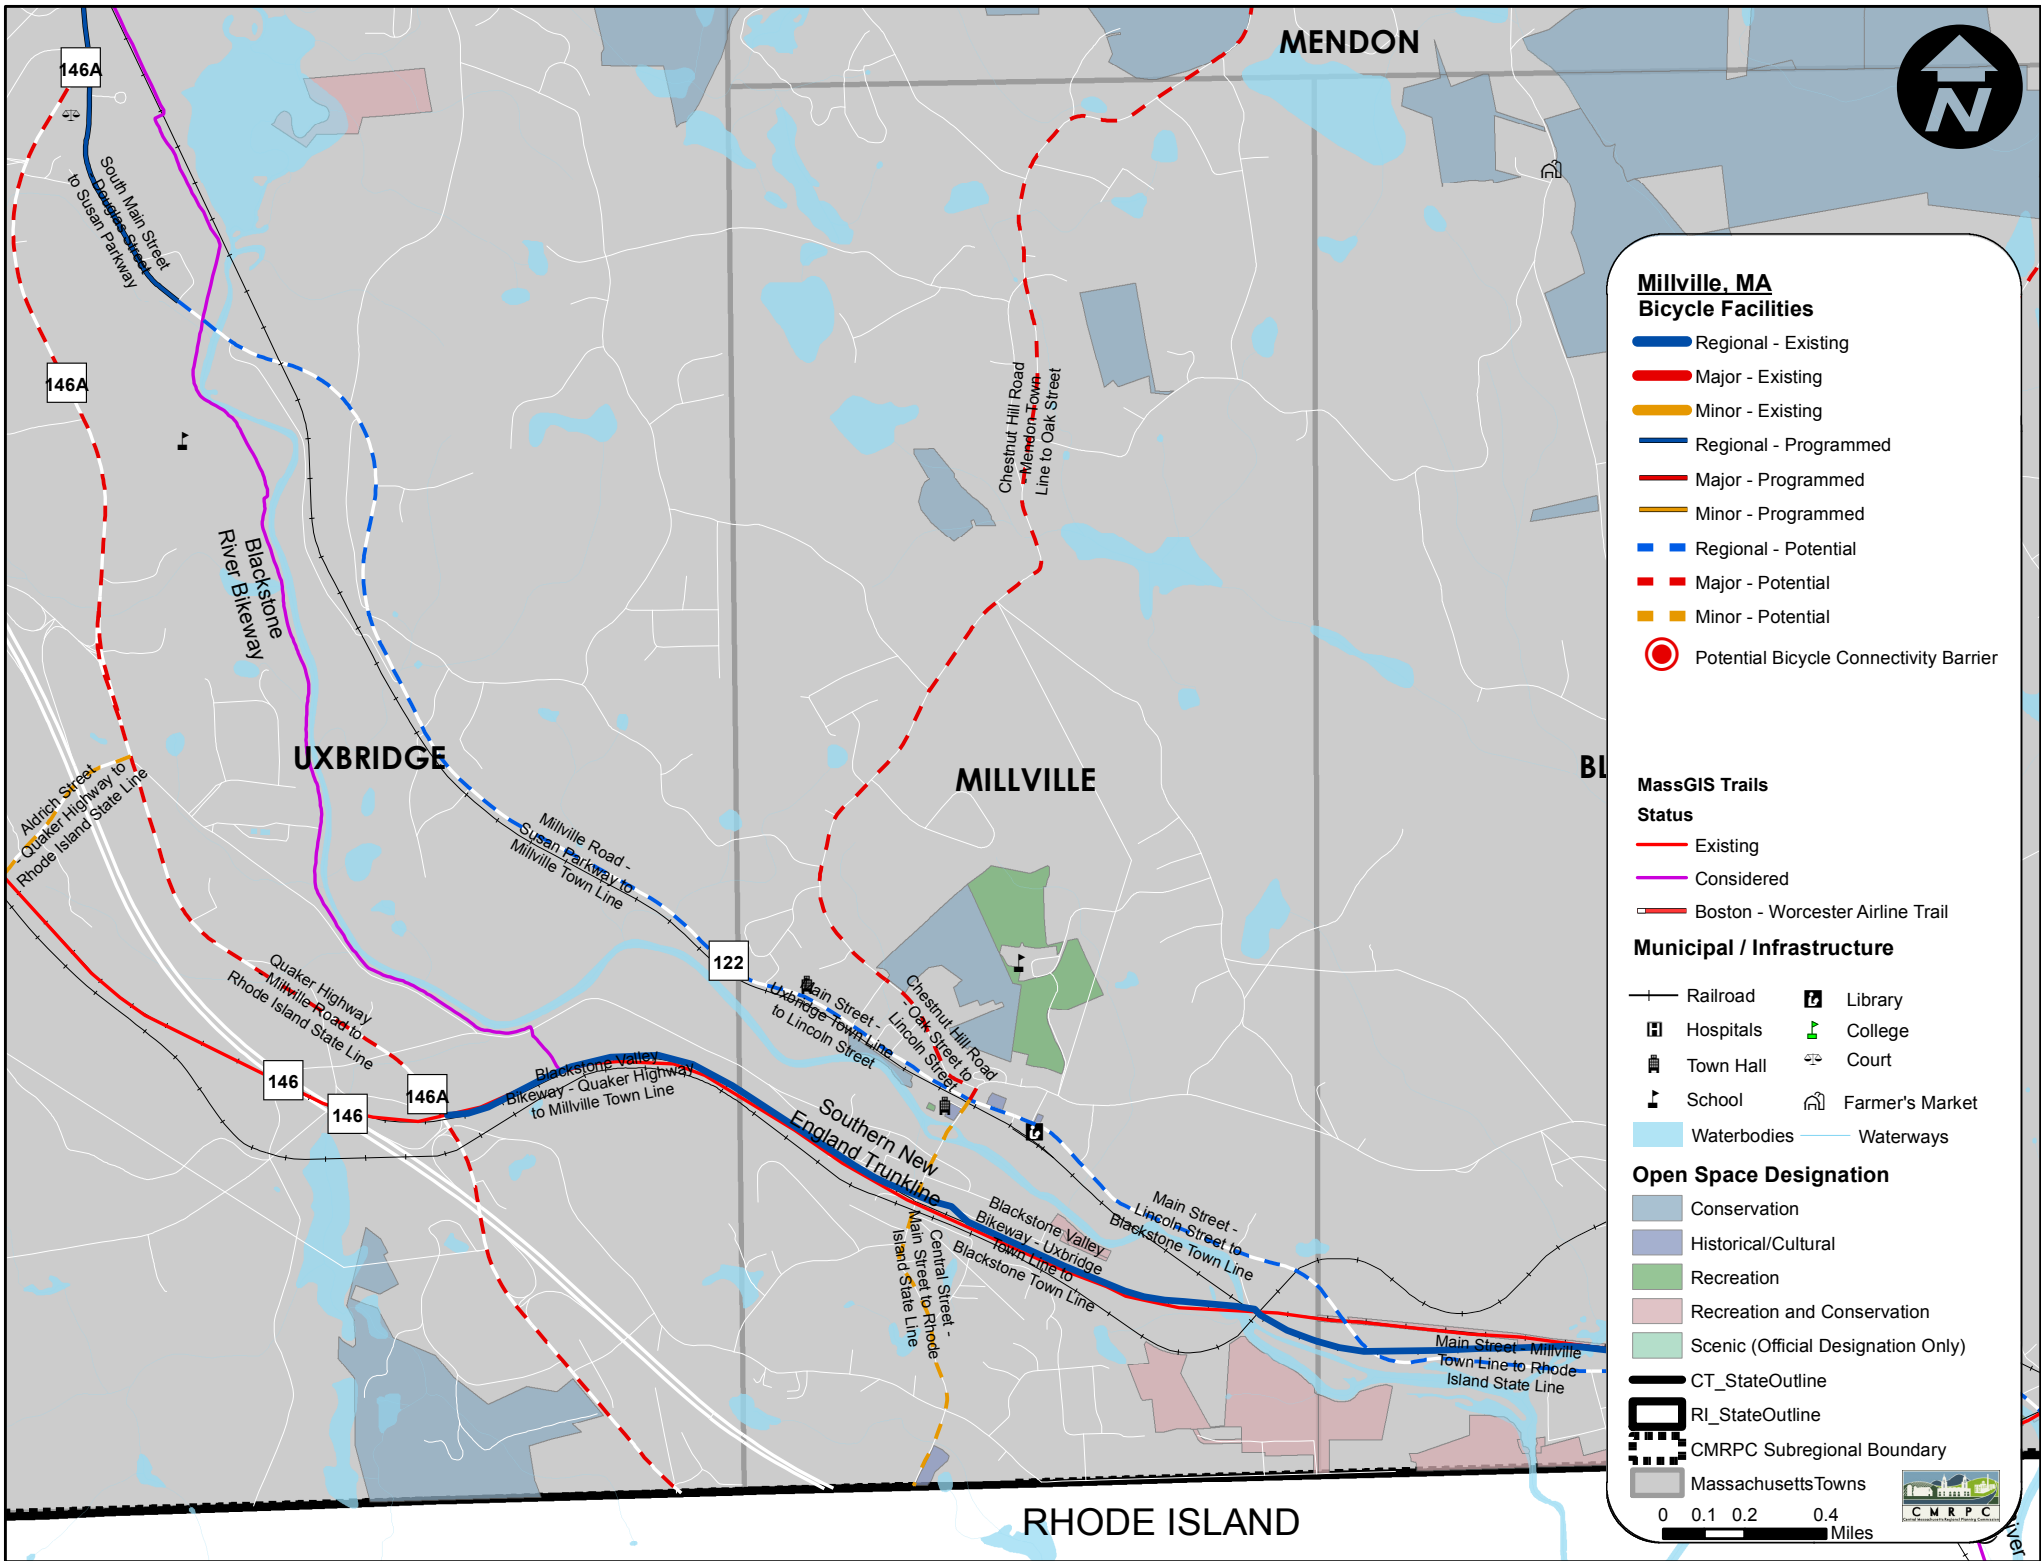 MENDON
146A
South Main Street
Douglas Street
to Susan Parkway
146A
Chestnut Hill Road
- Mendon Town
Line to Oak Street
Blackstone
River Bikeway
UXBRIDGE
MILLVILLE
BL
Aldrich Street
- Quaker Highway to
Rhode Island State Line
Millville Road -
Susan Parkway to
Millville Town Line
122
Quaker Highway
- Millville Road to
Rhode Island State Line
Main Street -
Uxbridge Town Line
to Lincoln Street
Chestnut Hill Road
- Oak Street to
Lincoln Street
146
146
146A
Blackstone Valley
Bikeway - Quaker Highway
to Millville Town Line
Southern New
England Trunkline
Blackstone Valley
Bikeway - Uxbridge
Town Line to
Blackstone Town Line
Main Street -
Lincoln Street to
Blackstone Town Line
Central Street -
Main Street to Rhode
Island State Line
Main Street - Millville
Town Line to Rhode
Island State Line
RHODE ISLAND
N
Millville, MA
Bicycle Facilities
Regional - Existing
Major - Existing
Minor - Existing
Regional - Programmed
Major - Programmed
Minor - Programmed
Regional - Potential
Major - Potential
Minor - Potential
Potential Bicycle Connectivity Barrier
MassGIS Trails
Status
Existing
Considered
Boston - Worcester Airline Trail
Municipal / Infrastructure
Railroad
Library
Hospitals
College
Town Hall
Court
School
Farmer's Market
Waterbodies
Waterways
Open Space Designation
Conservation
Historical/Cultural
Recreation
Recreation and Conservation
Scenic (Official Designation Only)
CT_StateOutline
RI_StateOutline
CMRPC Subregional Boundary
MassachusettsTowns
0 0.1 0.2 0.4
Miles
CMRPC
iver